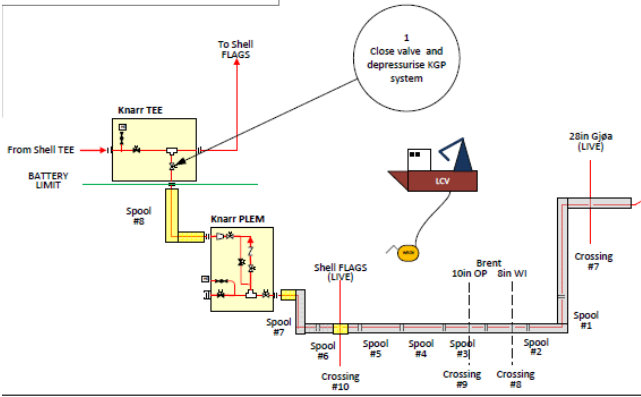 1
Close valve and
depressurise KGP
system
To Shell
FLAGS
Knarr TEE
From Shell TEE
BATTERY
LIMIT
Spool
#8
Knarr PLEM
LCV
28in Gjøa
(LIVE)
Crossing
#7
Shell FLAGS
(LIVE)
Brent
10in OP 8in WI
Spool
#7
Spool
#6
Spool
#5
Spool
#4
Spool
#3
Spool
#2
Spool
#1
Crossing
#10
Crossing
#9
Crossing
#8